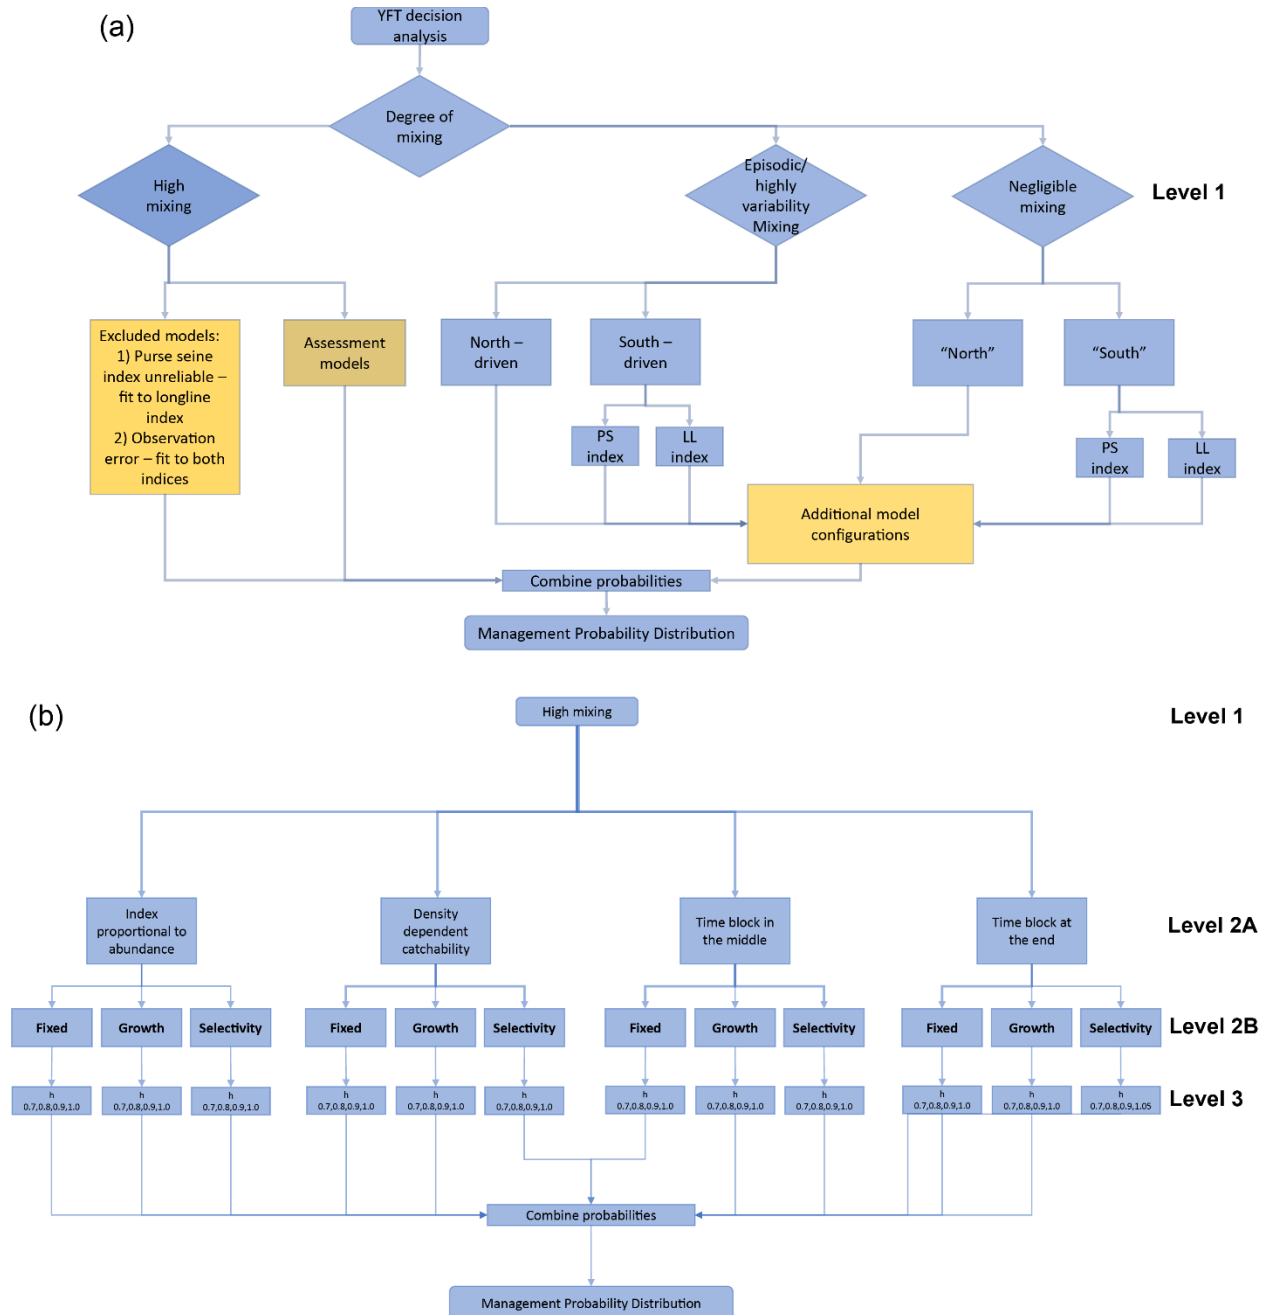 (a)
YFT decision
analysis
Degree of
mixing
High
mixing
Episodic/
highly
variability
Mixing
Negligible
mixing
Level 1
Excluded models:
1) Purse seine
index unreliable –
fit to longline
index
2) Observation
error – fit to both
indices
Assessment
models
North –
driven
South –
driven
"North"
"South"
PS
index
LL
index
PS
index
LL
index
Additional model
configurations
Combine probabilities
Management Probability Distribution
(b)
High mixing
Level 1
Index
proportional to
abundance
Density
dependent
catchability
Time block in
the middle
Time block at
the end
Level 2A
Fixed
Growth
Selectivity
Fixed
Growth
Selectivity
Fixed
Growth
Selectivity
Fixed
Growth
Selectivity
Level 2B
h
0.7,0.8,0.9,1.0
h
0.7,0.8,0.9,1.0
h
0.7,0.8,0.9,1.0
h
0.7,0.8,0.9,1.0
h
0.7,0.8,0.9,1.0
h
0.7,0.8,0.9,1.0
h
0.7,0.8,0.9,1.0
h
0.7,0.8,0.9,1.0
h
0.7,0.8,0.9,1.0
h
0.7,0.8,0.9,1.0
h
0.7,0.8,0.9,1.0
h
0.7,0.8,0.9,1.05
Level 3
Combine probabilities
Management Probability Distribution